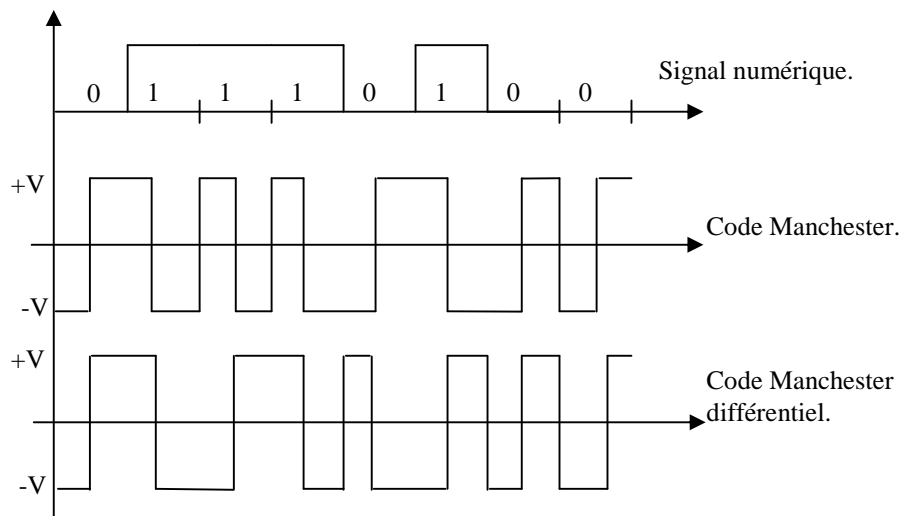 Signal numérique.
0 1 1 1 0 1 0 0
+V
Code Manchester.
-V
+V
Code Manchester
différentiel.
-V